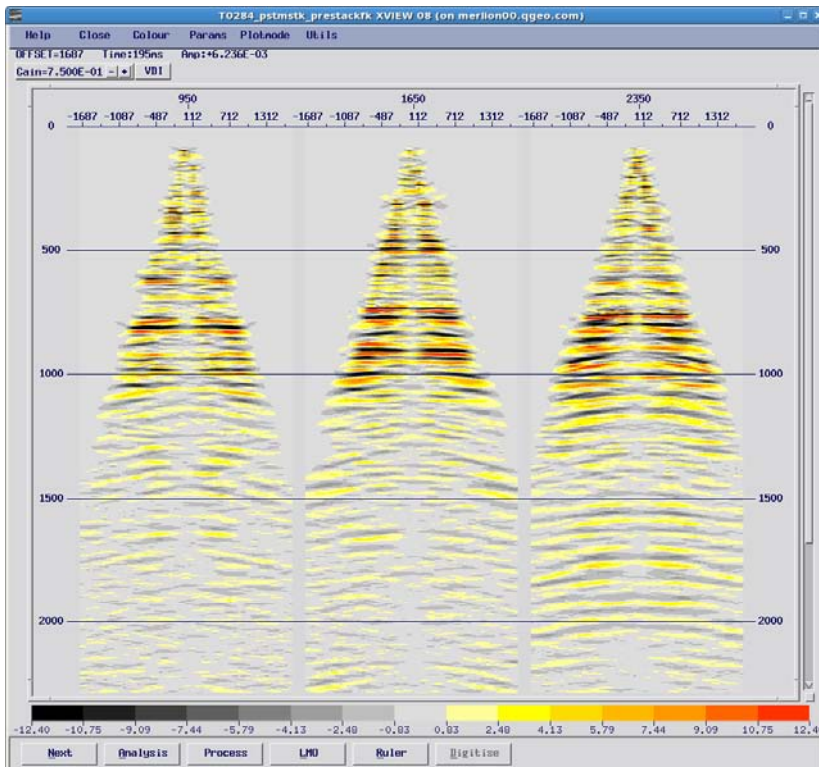 T0284_pstmstk_prestackfk XVIEW 08 (on merlion00.qgeo.com)
Help Close Colour Params Plotmode Utils
OFFSET=1687 Time:195ms Amp:+6.236E-03
Gain=7.500E-01 - + VDI
950 1650 2350
-1687 -1087 -487 112 712 1312 -1687 -1087 -487 112 712 1312 -1687 -1087 -487 112 712 1312
0 0
500 500
1000 1000
1500 1500
2000 2000
-12.40 -10.75 -9.09 -7.44 -5.79 -4.13 -2.48 -0.83 0.83 2.48 4.13 5.79 7.44 9.09 10.75 12.40
Next Analysis Process LMO Ruler Digitise